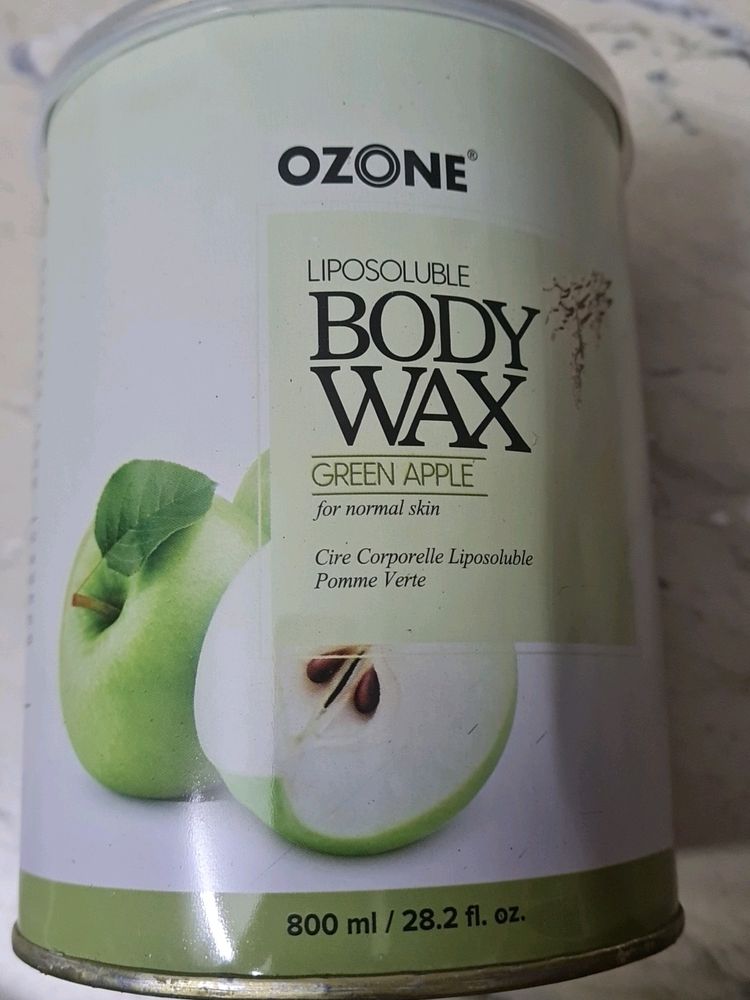 OZONE®
LIPOSOLUBLE
BODY
WAX
GREEN APPLE
for normal skin
Cire Corporelle Liposoluble
Pomme Verte
800 ml / 28.2 fl. oz.